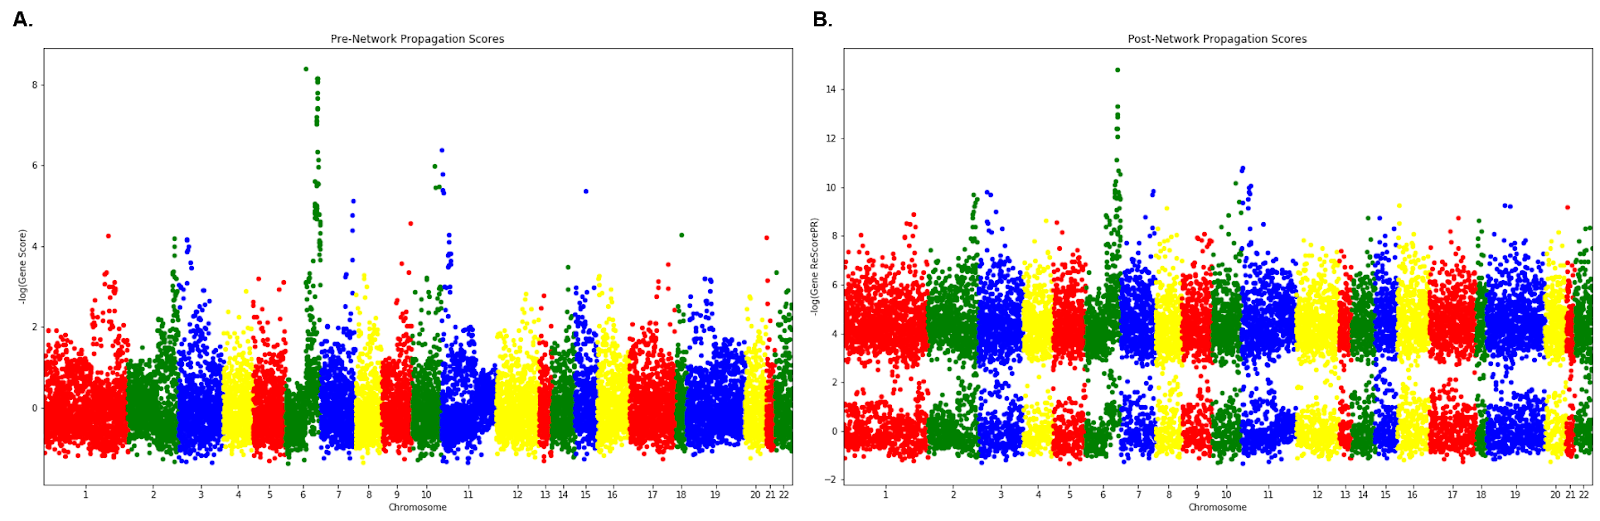 A.
Pre-Network Propagation Scores
-log(Gene Score)
8
6
4
2
0
1 2 3 4 5 6 7 8 9 10 11 12 13 14 15 16 17 18 19 20 21 22
Chromosome
B.
Post-Network Propagation Scores
-log(Gene ReScorePR)
14
12
10
8
6
4
2
0
−2
1 2 3 4 5 6 7 8 9 10 11 12 13 14 15 16 17 18 19 20 21 22
Chromosome